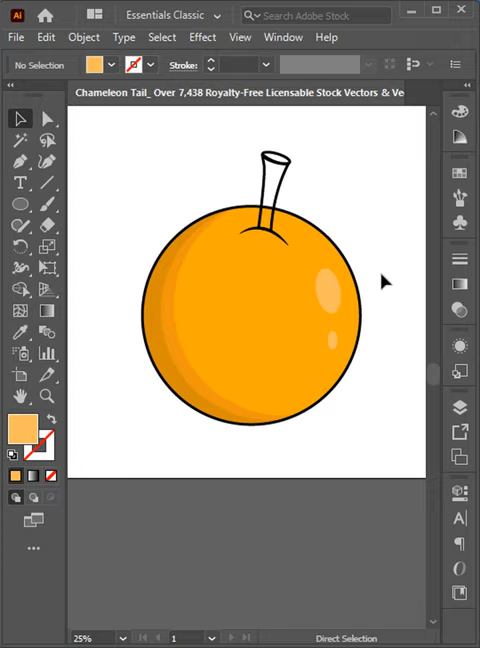 Ai Essentials Classic Search Adobe Stock
File Edit Object Type Select Effect View Window Help
No Selection Stroke:
Chameleon Tail_ Over 7,438 Royalty-Free Licensable Stock Vectors & Ve
25% 1 Direct Selection